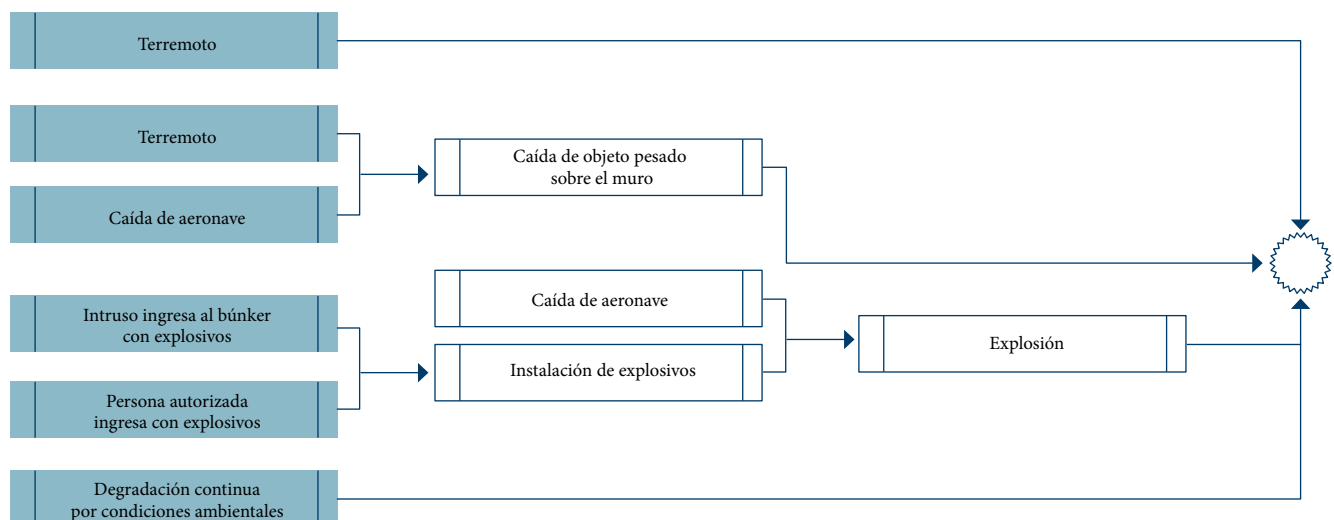 Terremoto
Terremoto
Caída de objeto pesado
sobre el muro
Caída de aeronave
Caída de aeronave
Intruso ingresa al búnker
con explosivos
Explosión
Instalación de explosivos
Persona autorizada
ingresa con explosivos
Degradación continua
por condiciones ambientales